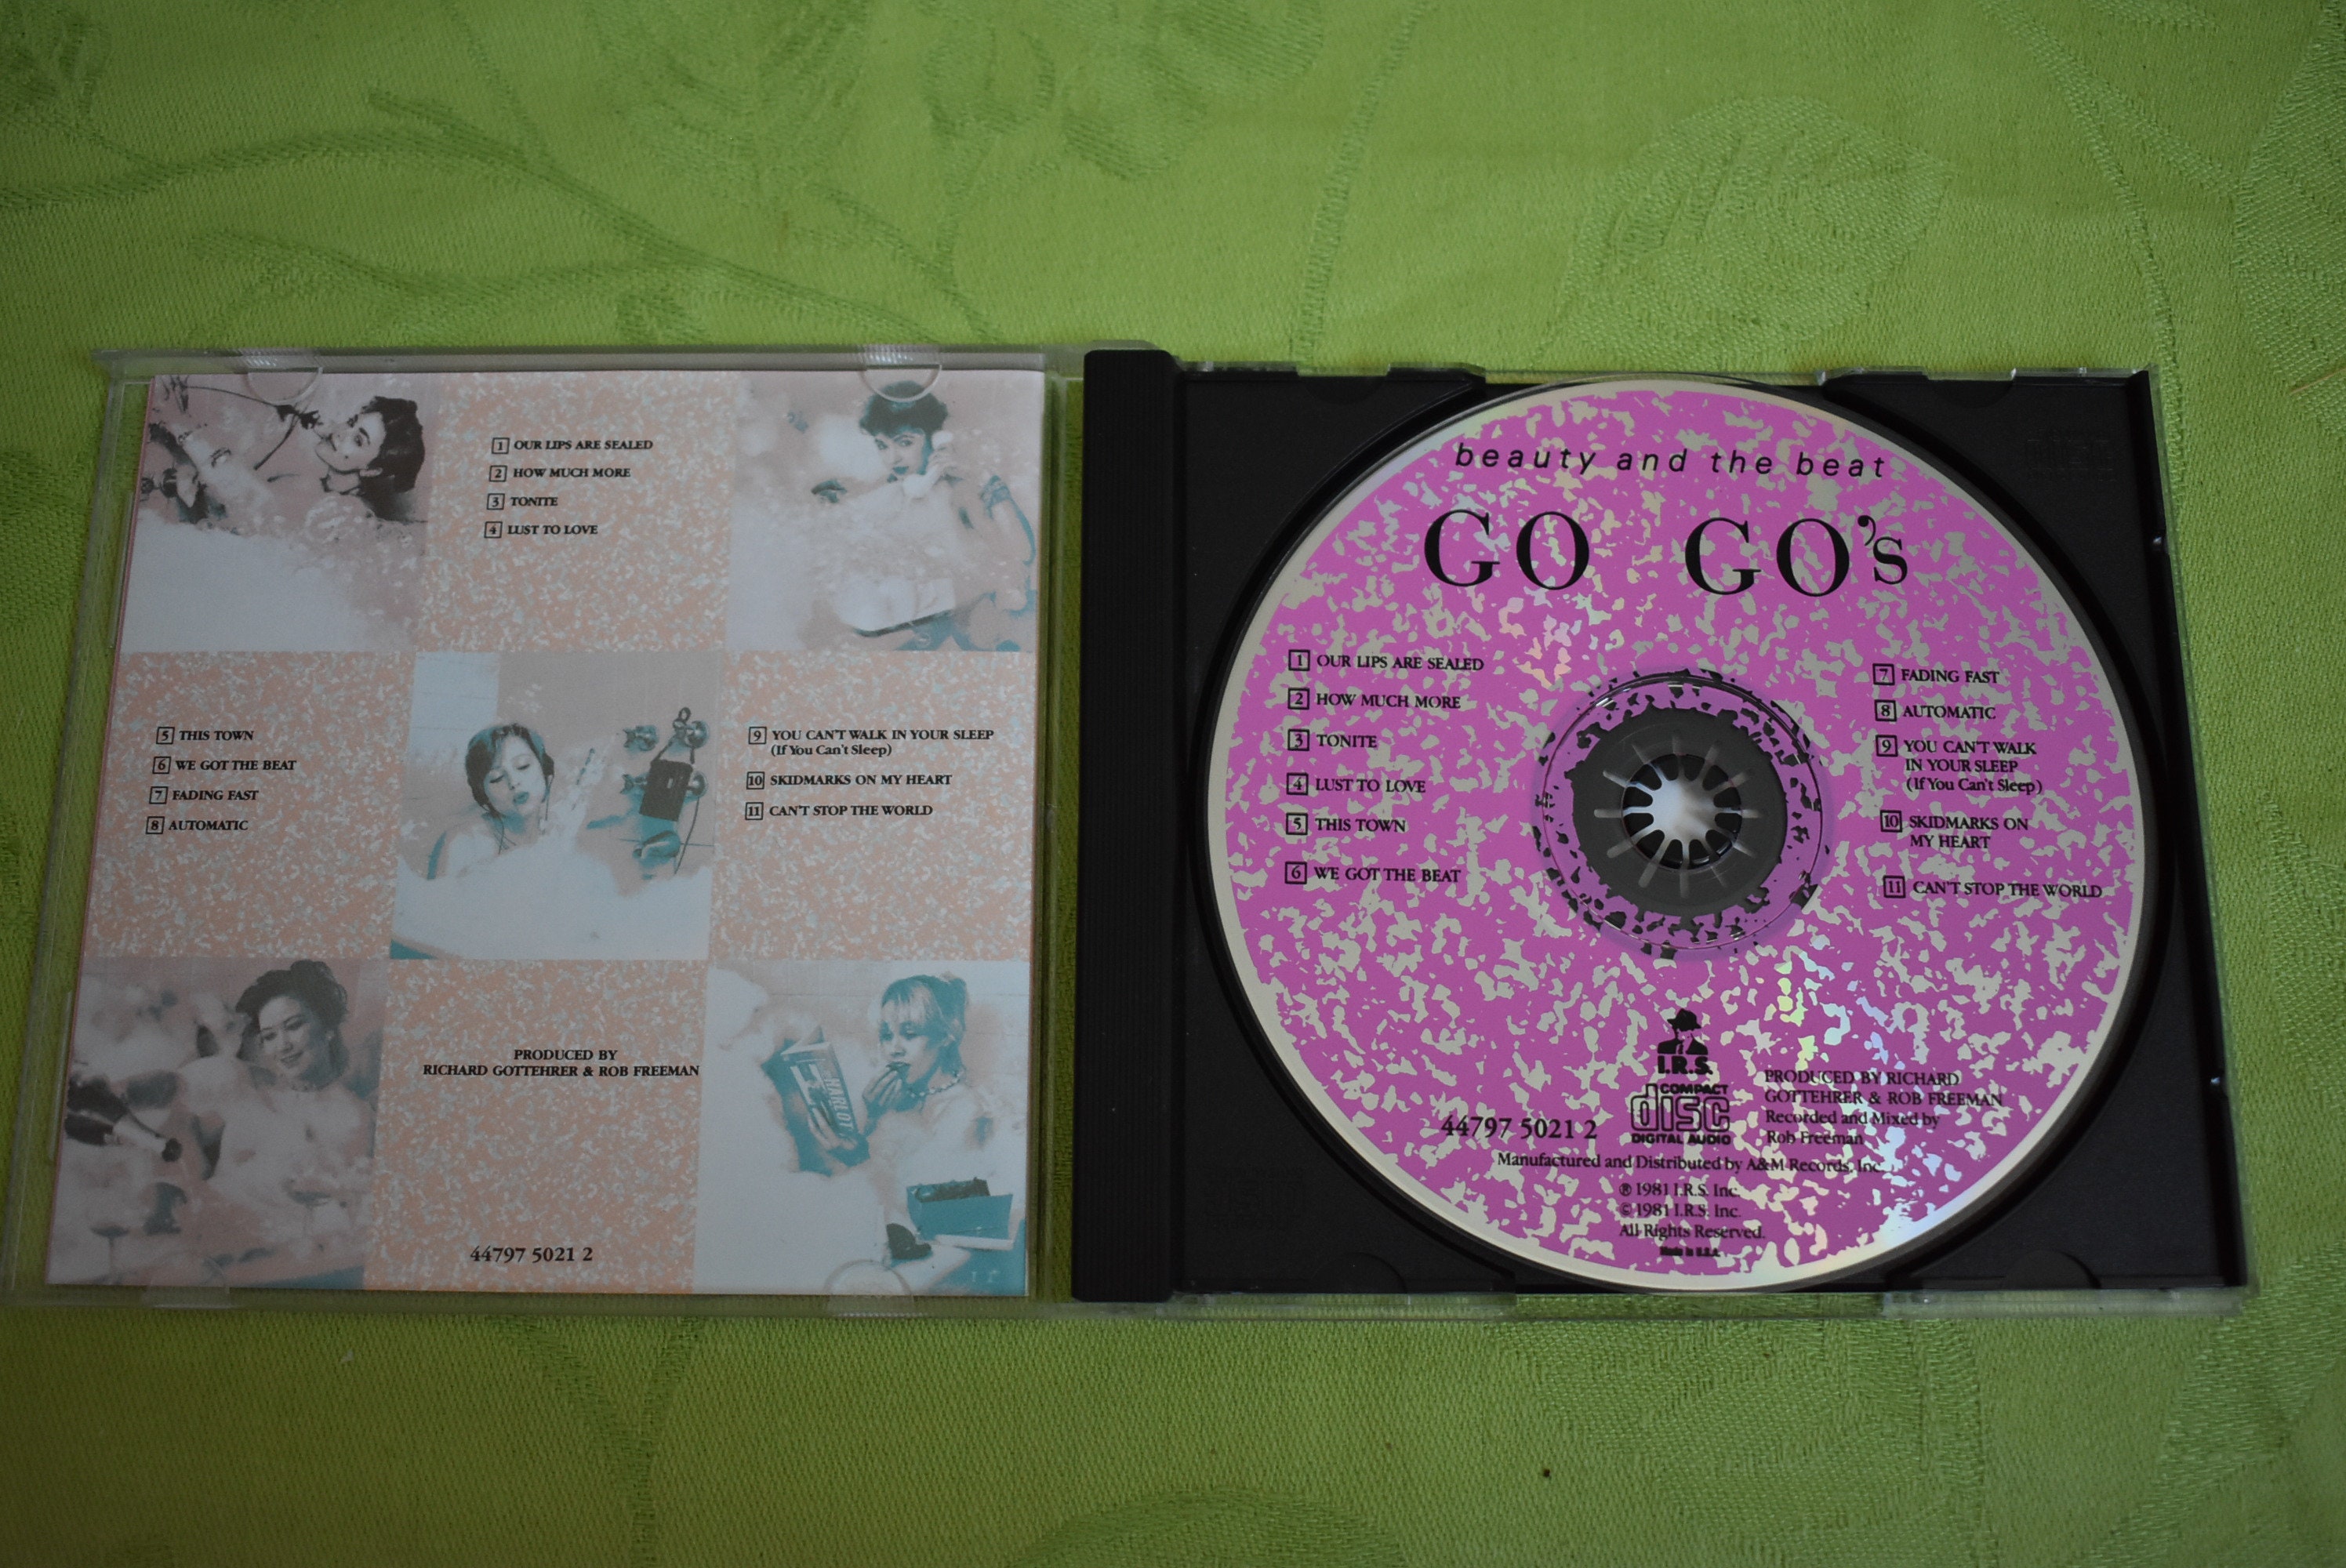 1 OUR LIPS ARE SEALED
2 HOW MUCH MORE
3 TONITE
4 LUST TO LOVE
5 THIS TOWN
6 WE GOT THE BEAT
7 FADING FAST
8 AUTOMATIC
9 YOU CAN'T WALK IN YOUR SLEEP
(If You Can't Sleep)
10 SKIDMARKS ON MY HEART
11 CAN'T STOP THE WORLD
PRODUCED BY
RICHARD GOTTEHRER & ROB FREEMAN
HARLOT
44797 5021 2
beauty and the beat
GO GO's
1 OUR LIPS ARE SEALED
2 HOW MUCH MORE
3 TONITE
4 LUST TO LOVE
5 THIS TOWN
6 WE GOT THE BEAT
7 FADING FAST
8 AUTOMATIC
9 YOU CAN'T WALK
IN YOUR SLEEP
(If You Can't Sleep)
10 SKIDMARKS ON
MY HEART
11 CAN'T STOP THE WORLD
I.R.S.
COMPACT
disc
DIGITAL AUDIO
44797 5021 2
PRODUCED BY RICHARD
GOTTEHRER & ROB FREEMAN
Recorded and Mixed by
Rob Freeman
Manufactured and Distributed by A&M Records, Inc.
℗ 1981 I.R.S. Inc.
© 1981 I.R.S. Inc.
All Rights Reserved.
Made in U.S.A.